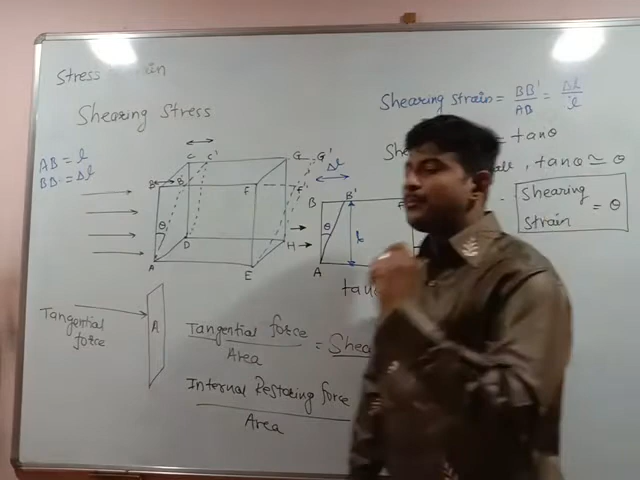 Stress
Shearing Stress
AB = l
BB' = Δl
Shearing Strain = BB'/AB = Δl/l
= tanθ
, tanθ ≃ θ
Shearing
Strain = θ
C C' G G'
Δl
B B' F F' B B'
θ θ l
D H
A E A
tan
Tangential
force
A
Tangential force / Area =
Internal Restoring force / Area